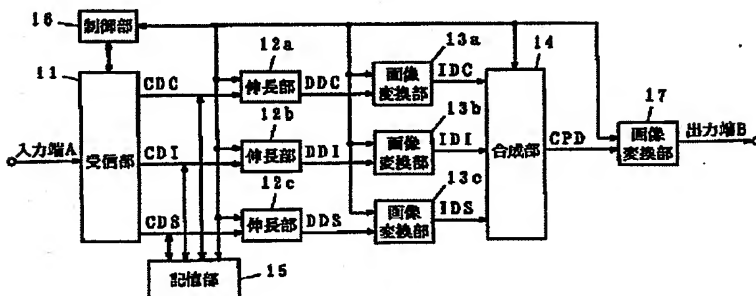 16
制御部
11
CDC
12a
伸長部
DDC
13a
画像
変換部
IDC
14
入力端A
受信部
CDI
12b
伸長部
DDI
13b
画像
変換部
IDI
合成部
CPD
17
画像
変換部
出力端B
CDS
12c
伸長部
DDS
13c
画像
変換部
IDS
記憶部
15